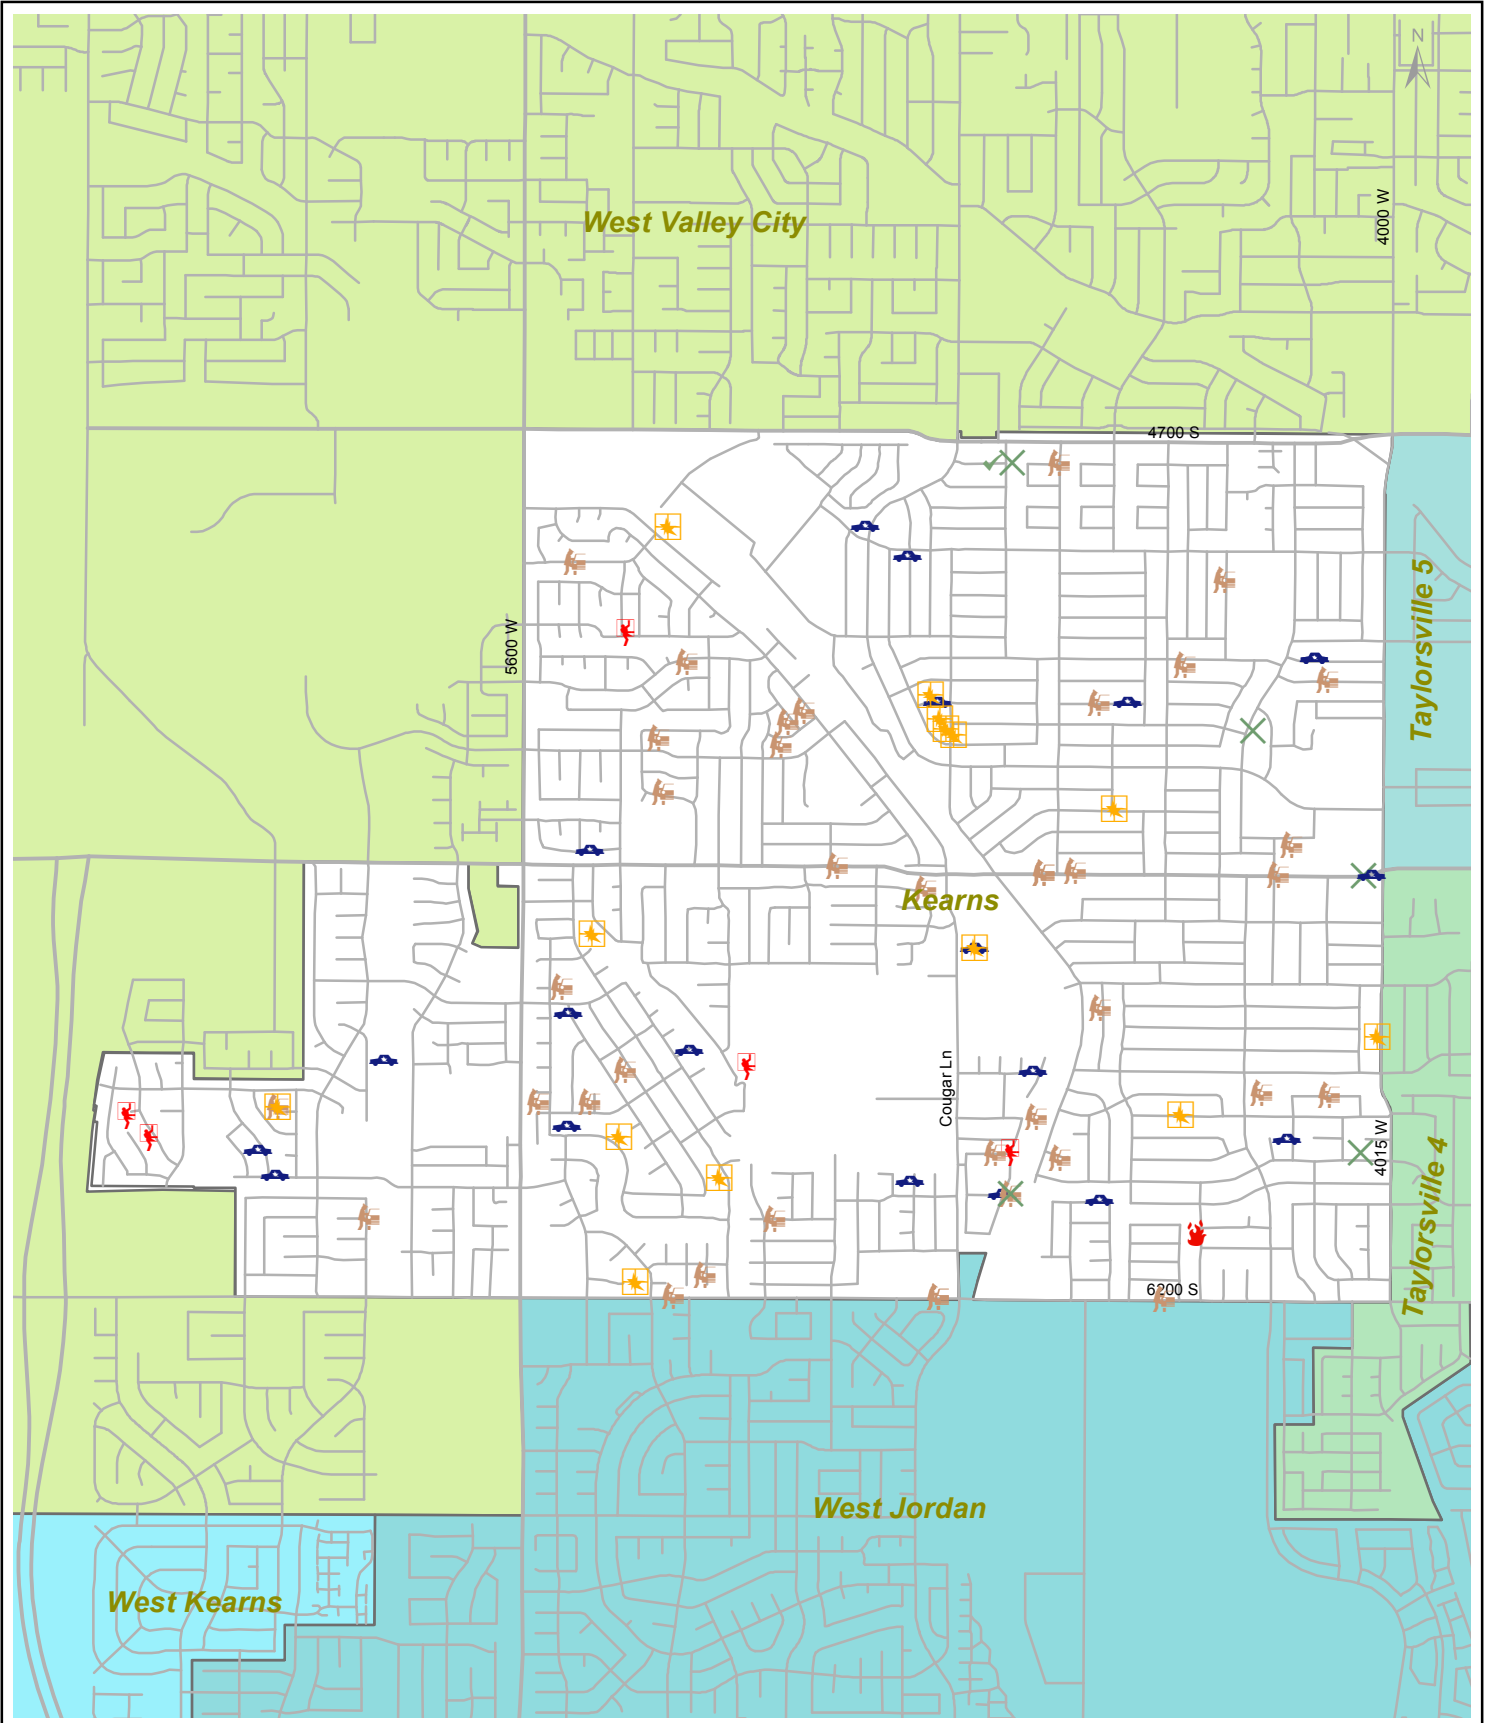 N
4000 W
West Valley City
4700 S
Taylorsville 5
5600 W
Kearns
Cougar Ln
4015 W
Taylorsville 4
6200 S
West Jordan
West Kearns